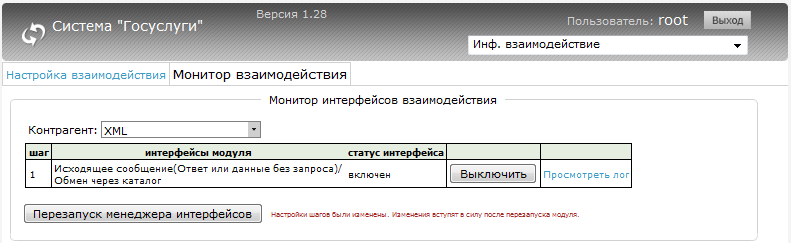 Версия 1.28
Система "Госуслуги"
Пользователь: root
Выход
Инф. взаимодействие
Настройка взаимодействия
Монитор взаимодействия
Монитор интерфейсов взаимодействия
Контрагент: XML
шаг интерфейсы модуля статус интерфейса
1 Исходящее сообщение(Ответ или данные без запроса)/
Обмен через каталог
включен
Выключить
Просмотреть лог
Перезапуск менеджера интерфейсов
Настройки шагов были изменены. Изменения вступят в силу после перезапуска модуля.